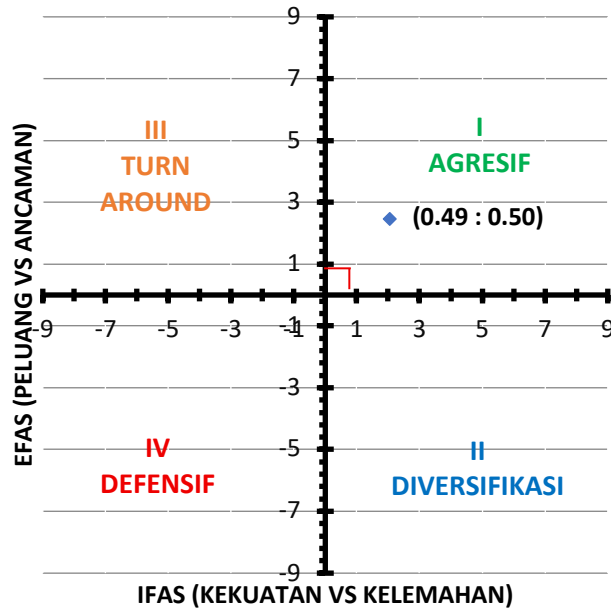 9
7
5
3
1
-1
-3
-5
-7
-9
-9 -7 -5 -3 -1 1 3 5 7 9
III
TURN
AROUND
I
AGRESIF
(0.49 : 0.50)
IV
DEFENSIF
II
DIVERSIFIKASI
EFAS (PELUANG VS ANCAMAN)
IFAS (KEKUATAN VS KELEMAHAN)